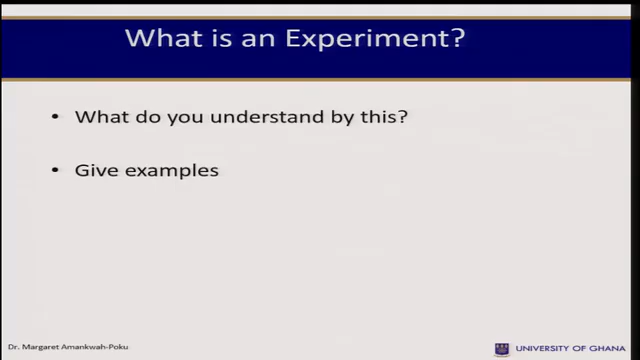 What is an Experiment?
• What do you understand by this?
• Give examples
Dr. Margaret Amankwah-Poku
UNIVERSITY OF GHANA